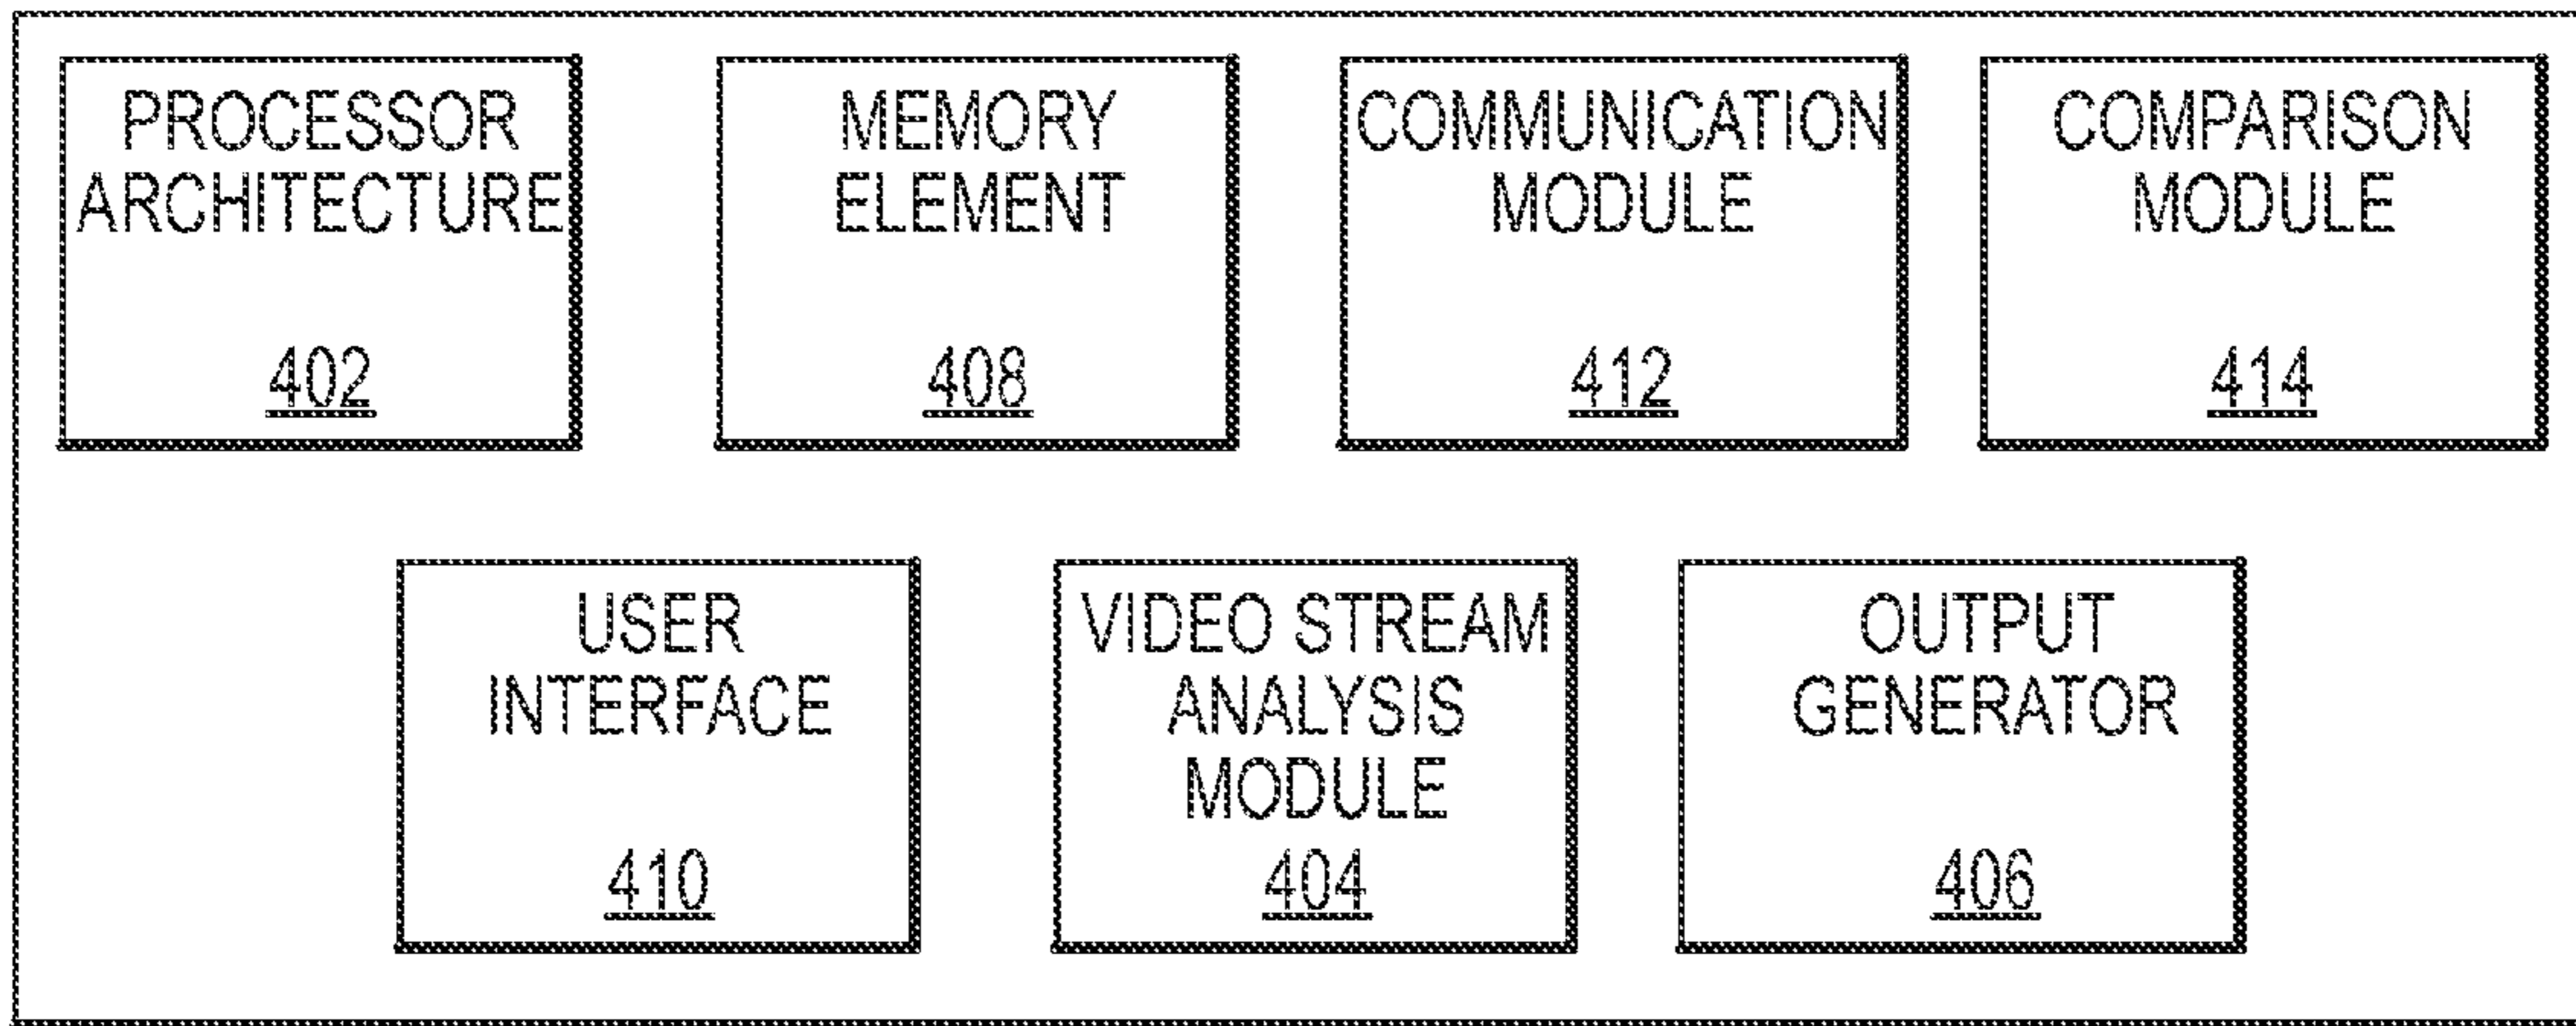 PROCESSOR
ARCHITECTURE
402
MEMORY
ELEMENT
408
COMMUNICATION
MODULE
412
COMPARISON
MODULE
414
USER
INTERFACE
410
VIDEO STREAM
ANALYSIS
MODULE
404
OUTPUT
GENERATOR
406